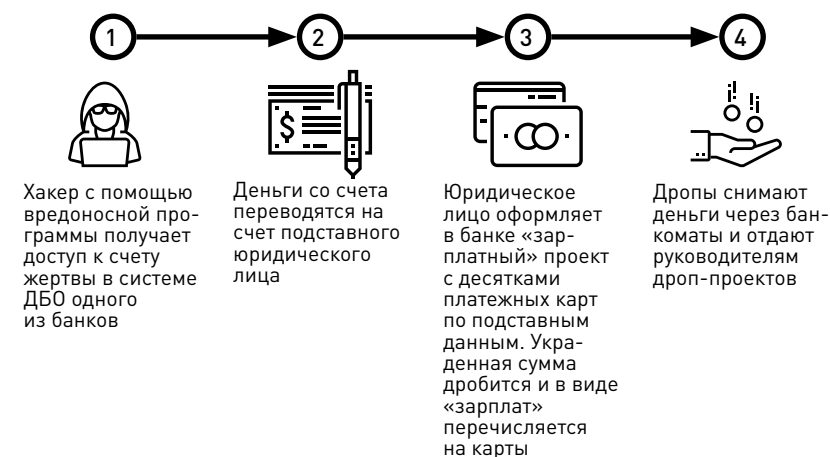 1
2
3
4
$
Хакер с помощью
вредоносной про-
граммы получает
доступ к счету
жертвы в системе
ДБО одного
из банков
Деньги со счета
переводятся на
счет подставного
юридического
лица
Юридическое
лицо оформляет
в банке «зар-
платный» проект
с десятками
платежных карт
по подставным
данным. Укра-
денная сумма
дробится и в виде
«зарплат»
перечисляется
на карты
Дропы снимают
деньги через бан-
коматы и отдают
руководителям
дроп-проектов